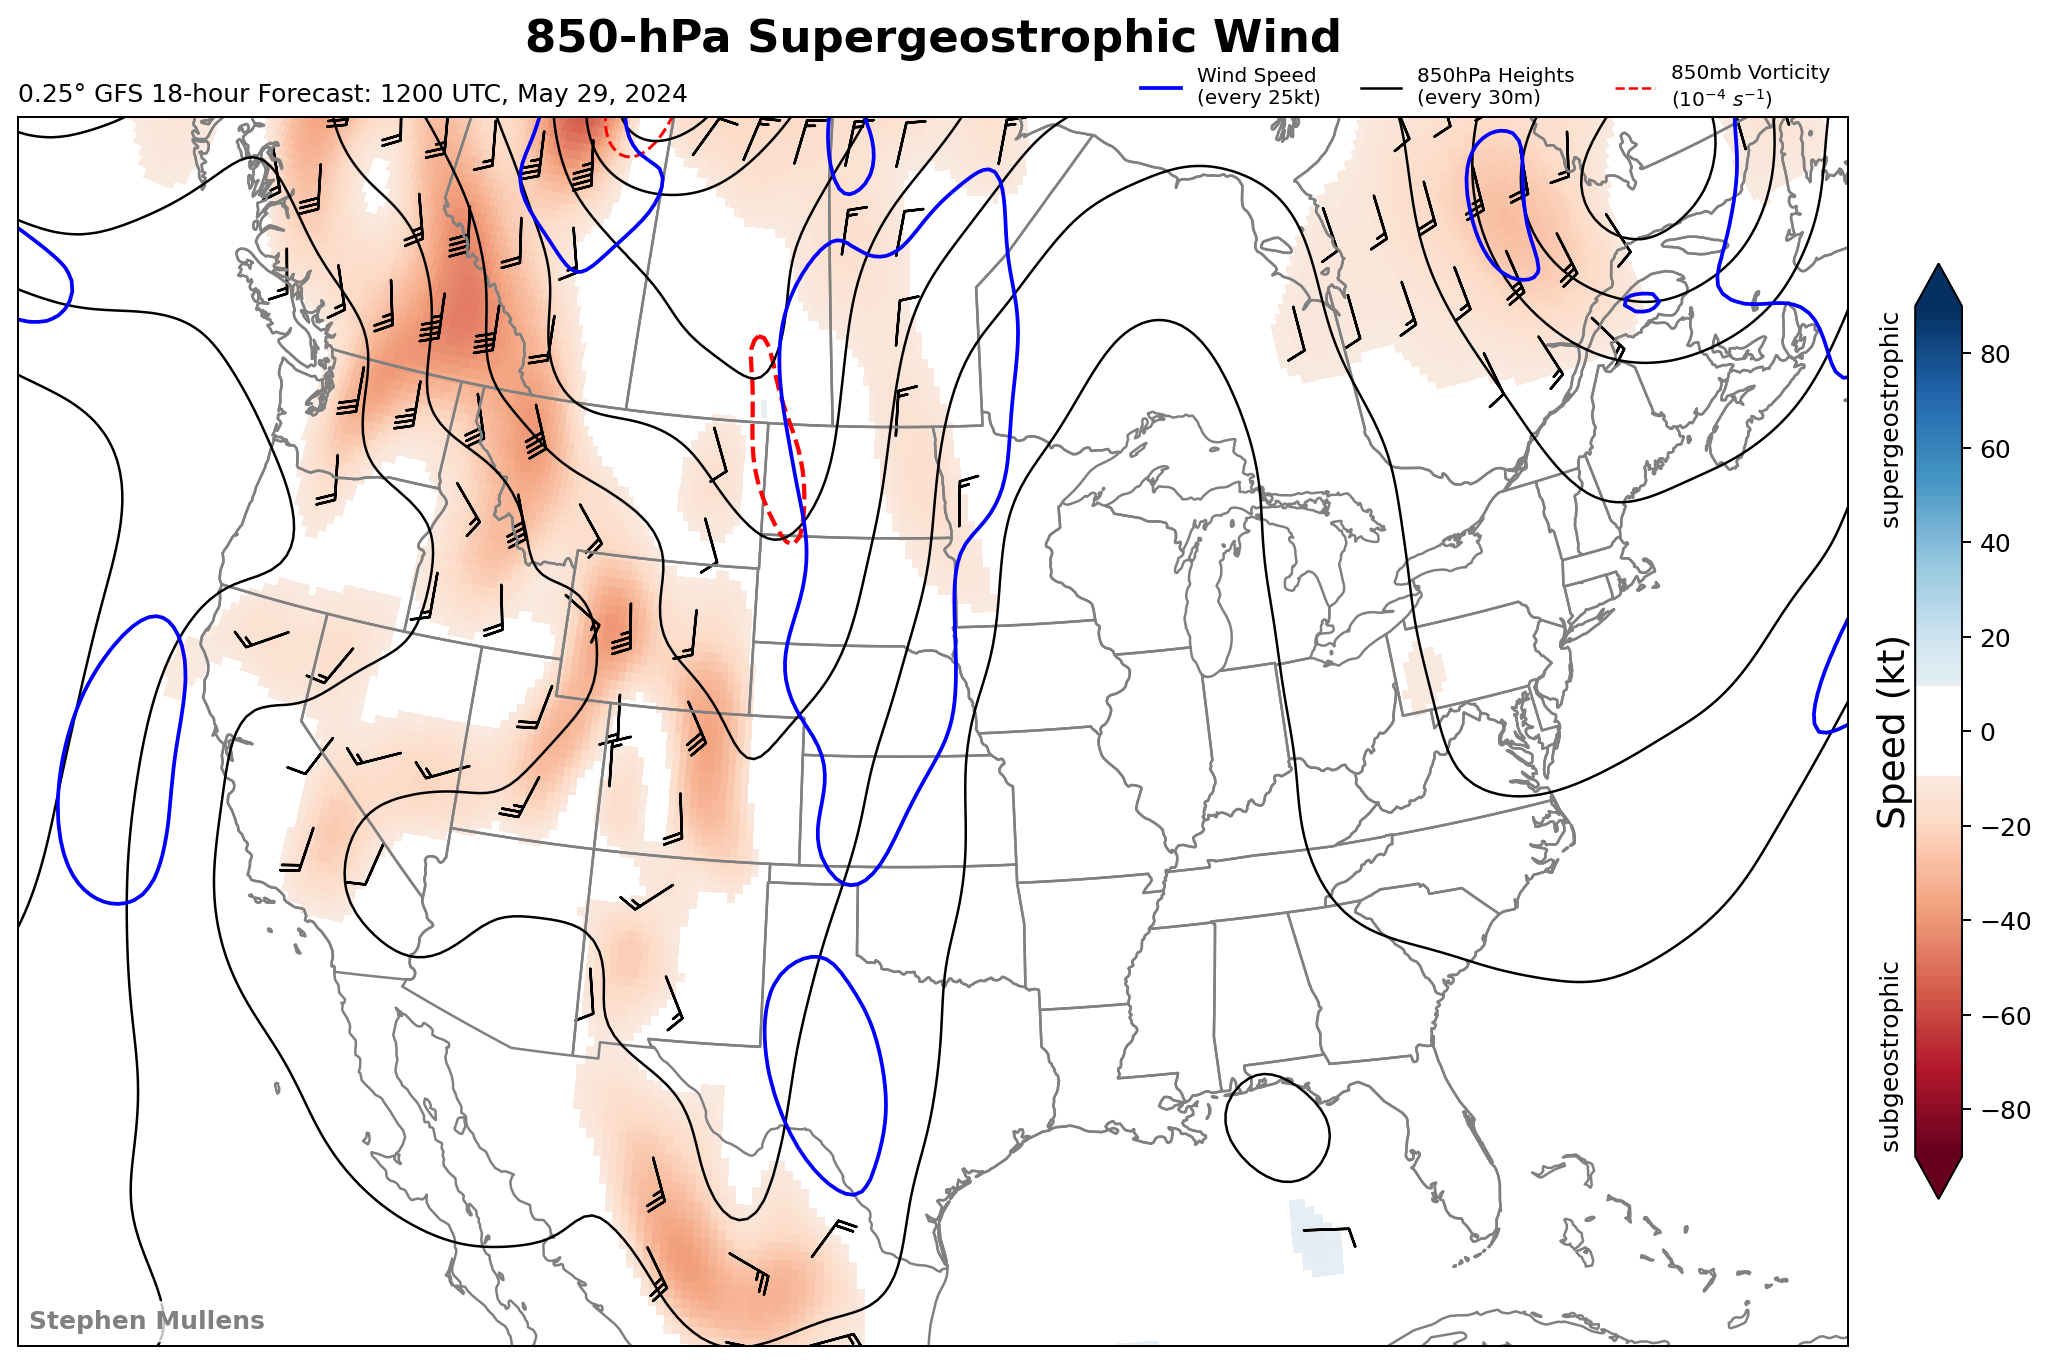 850-hPa Supergeostrophic Wind
0.25° GFS 18-hour Forecast: 1200 UTC, May 29, 2024
Wind Speed
(every 25kt)
850hPa Heights
(every 30m)
850mb Vorticity
(10⁻⁴ s⁻¹)
supergeostrophic
Speed (kt)
subgeostrophic
80
60
40
20
0
−20
−40
−60
−80
Stephen Mullens